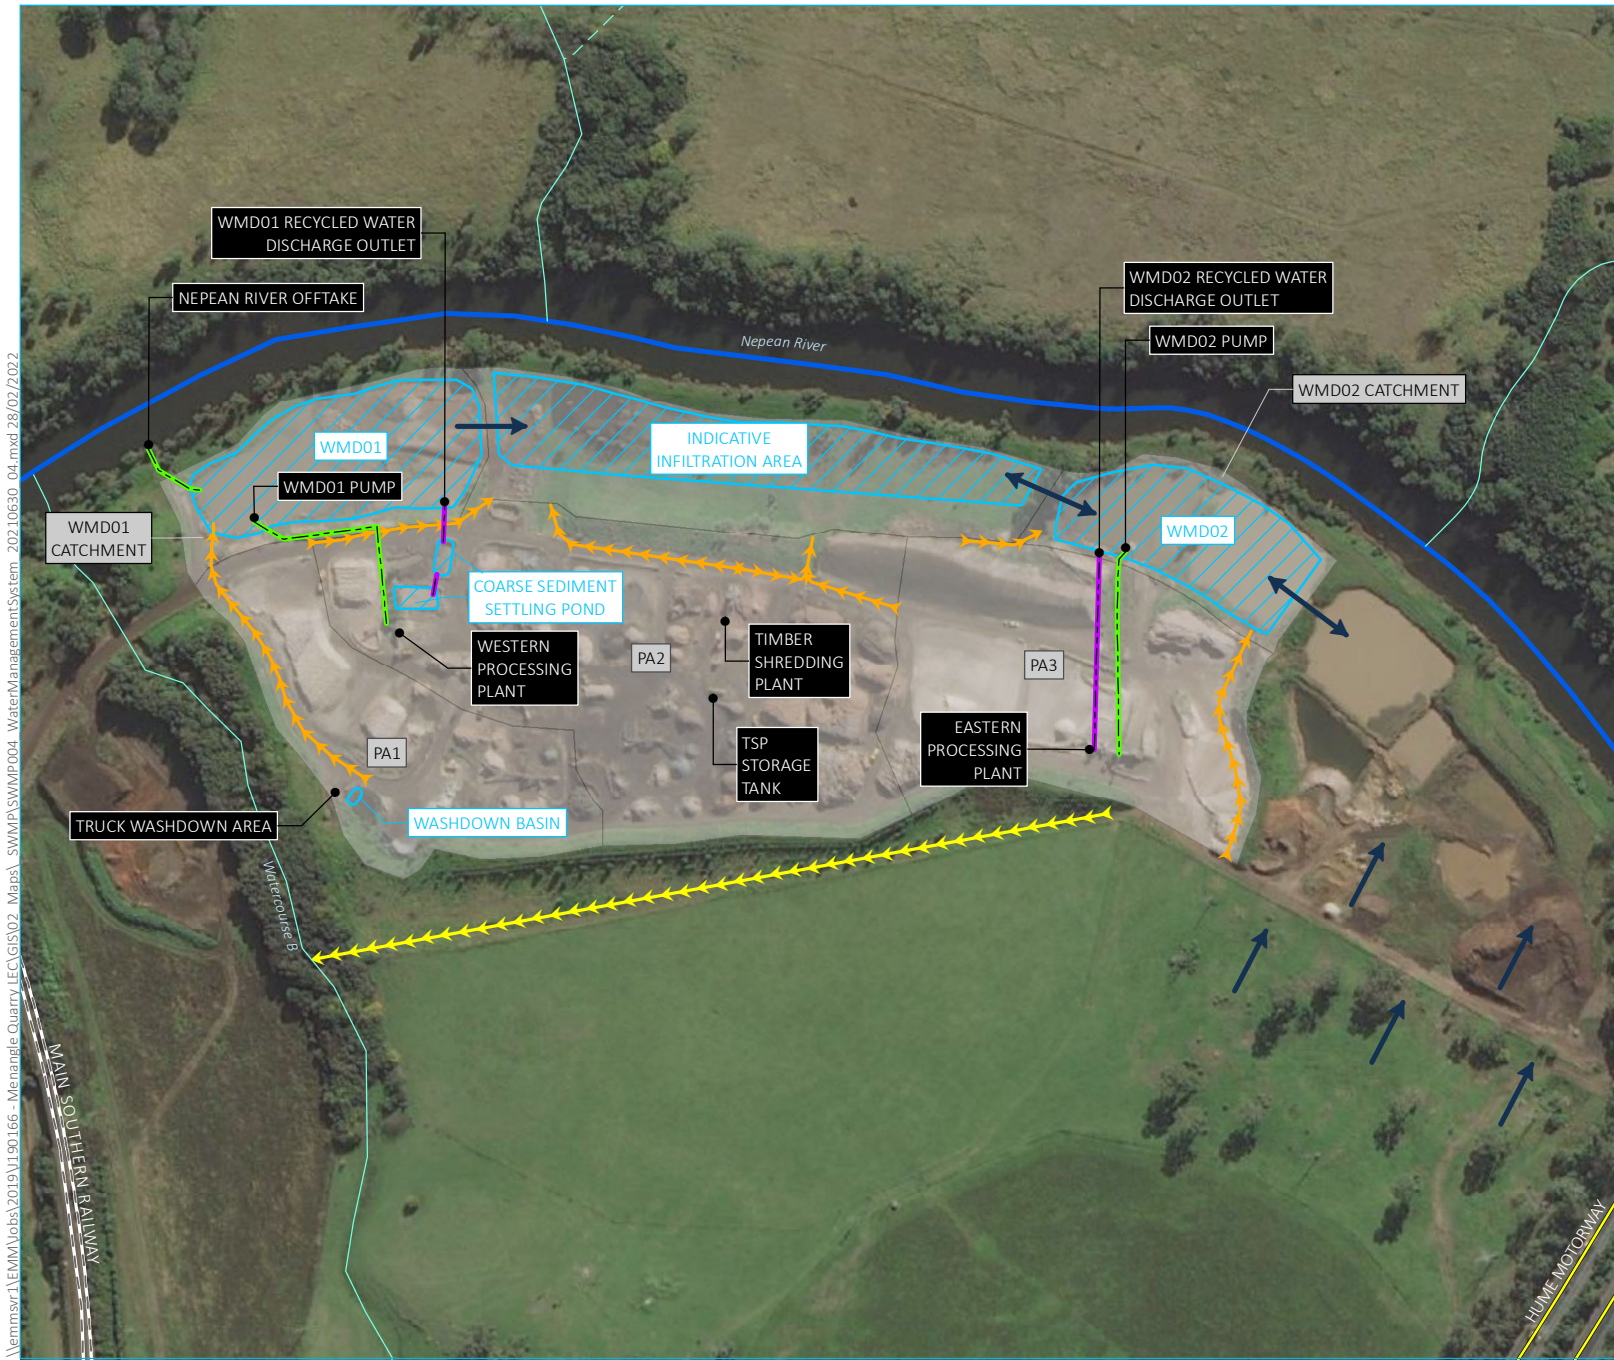 WMD01 RECYCLED WATER
DISCHARGE OUTLET
NEPEAN RIVER OFFTAKE
WMD02 RECYCLED WATER
DISCHARGE OUTLET
WMD02 PUMP
Nepean River
WMD02 CATCHMENT
WMD01
INDICATIVE
INFILTRATION AREA
WMD01 PUMP
WMD01
CATCHMENT
WMD02
COARSE SEDIMENT
SETTLING POND
WESTERN
PROCESSING
PLANT
PA2
TIMBER
SHREDDING
PLANT
PA3
PA1
TSP
STORAGE
TANK
EASTERN
PROCESSING
PLANT
TRUCK WASHDOWN AREA
WASHDOWN BASIN
Watercourse B
MAIN SOUTHERN RAILWAY
HUME MOTORWAY
\\emmsvr1\EMM\Jobs\2019\J190166 - Menangle Quarry LEC\GIS\02_Maps\_SWMP\SWMP004_WaterManagementSystem_20210630_04.mxd 28/02/2022